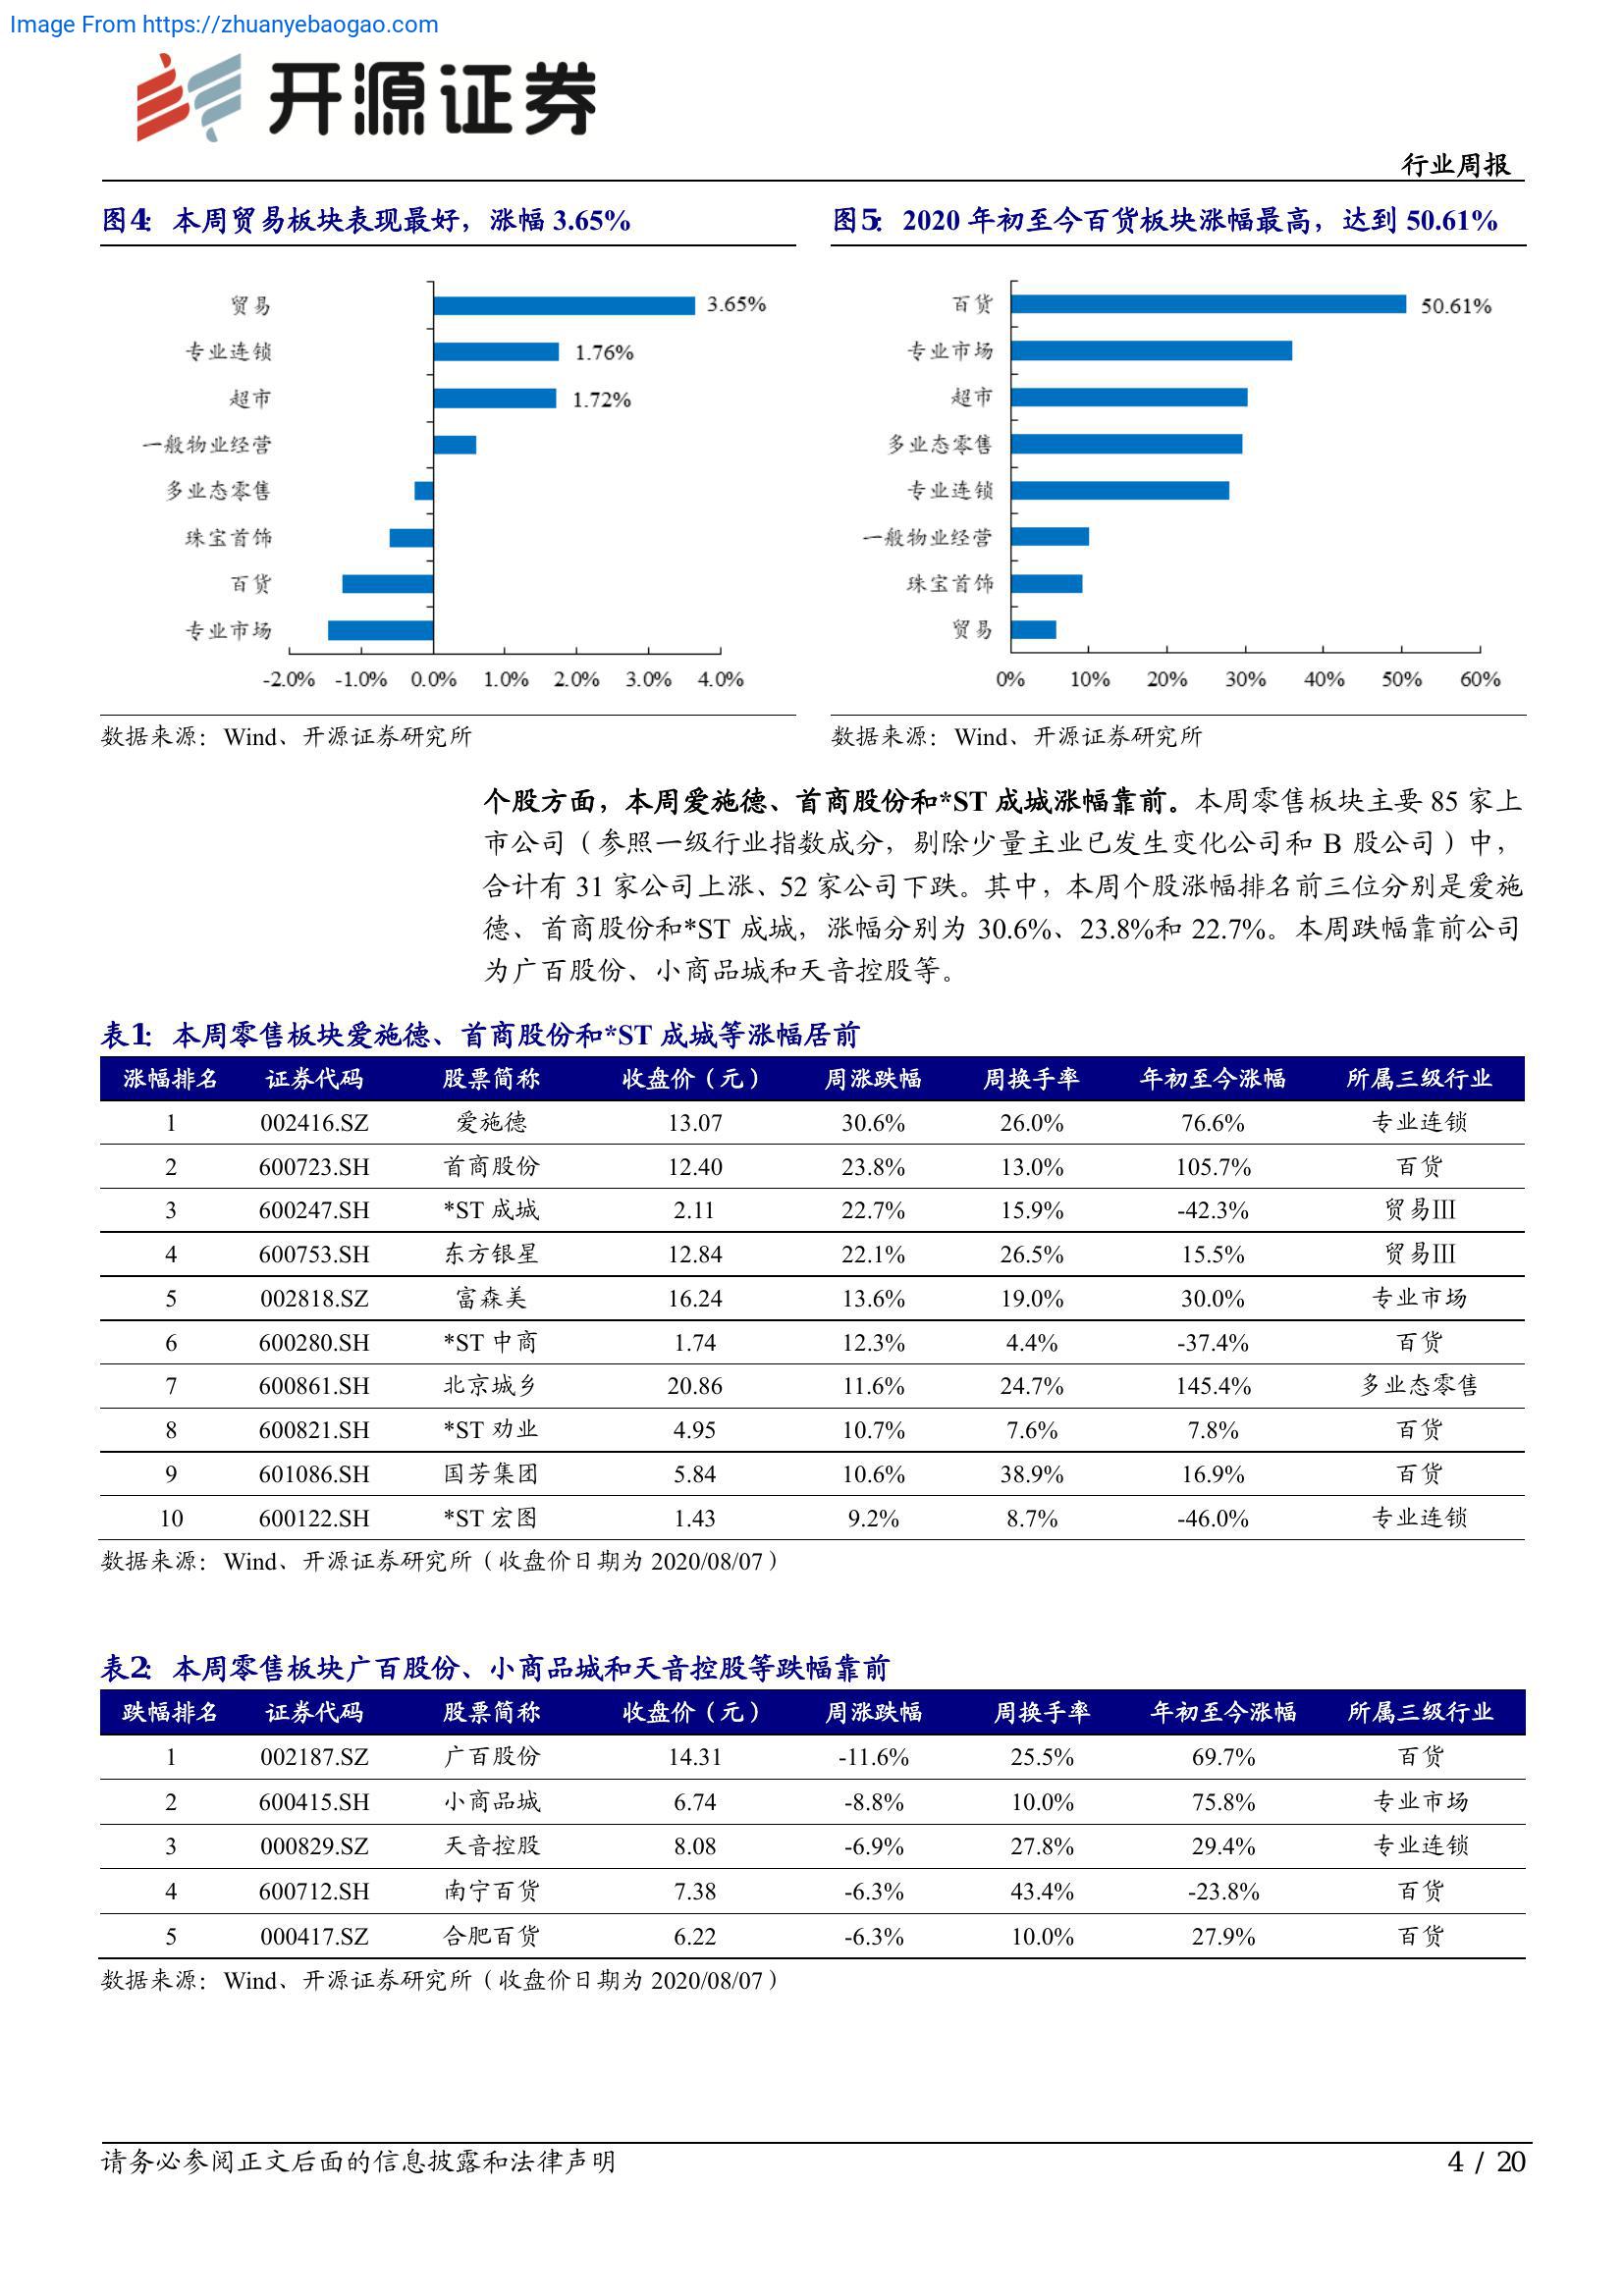 Image From https://zhuanyebaogao.com
开源证券
行业周报
图4： 本周贸易板块表现最好，涨幅 3.65%
贸易
3.65%
专业连锁
1.76%
超市
1.72%
一般物业经营
多业态零售
珠宝首饰
百货
专业市场
-2.0% -1.0% 0.0% 1.0% 2.0% 3.0% 4.0%
数据来源：Wind、开源证券研究所
图5： 2020 年初至今百货板块涨幅最高，达到 50.61%
百货
50.61%
专业市场
超市
多业态零售
专业连锁
一般物业经营
珠宝首饰
贸易
0% 10% 20% 30% 40% 50% 60%
数据来源：Wind、开源证券研究所
个股方面，本周爱施德、首商股份和*ST 成城涨幅靠前。本周零售板块主要 85 家上
市公司（参照一级行业指数成分，剔除少量主业已发生变化公司和 B 股公司）中，
合计有 31 家公司上涨、52 家公司下跌。其中，本周个股涨幅排名前三位分别是爱施
德、首商股份和*ST 成城，涨幅分别为 30.6%、23.8%和 22.7%。本周跌幅靠前公司
为广百股份、小商品城和天音控股等。
表1： 本周零售板块爱施德、首商股份和*ST 成城等涨幅居前
涨幅排名 证券代码 股票简称 收盘价（元） 周涨跌幅 周换手率 年初至今涨幅 所属三级行业
1 002416.SZ 爱施德 13.07 30.6% 26.0% 76.6% 专业连锁
2 600723.SH 首商股份 12.40 23.8% 13.0% 105.7% 百货
3 600247.SH *ST 成城 2.11 22.7% 15.9% -42.3% 贸易Ⅲ
4 600753.SH 东方银星 12.84 22.1% 26.5% 15.5% 贸易Ⅲ
5 002818.SZ 富森美 16.24 13.6% 19.0% 30.0% 专业市场
6 600280.SH *ST 中商 1.74 12.3% 4.4% -37.4% 百货
7 600861.SH 北京城乡 20.86 11.6% 24.7% 145.4% 多业态零售
8 600821.SH *ST 劝业 4.95 10.7% 7.6% 7.8% 百货
9 601086.SH 国芳集团 5.84 10.6% 38.9% 16.9% 百货
10 600122.SH *ST 宏图 1.43 9.2% 8.7% -46.0% 专业连锁
数据来源：Wind、开源证券研究所（收盘价日期为 2020/08/07）
表2： 本周零售板块广百股份、小商品城和天音控股等跌幅靠前
跌幅排名 证券代码 股票简称 收盘价（元） 周涨跌幅 周换手率 年初至今涨幅 所属三级行业
1 002187.SZ 广百股份 14.31 -11.6% 25.5% 69.7% 百货
2 600415.SH 小商品城 6.74 -8.8% 10.0% 75.8% 专业市场
3 000829.SZ 天音控股 8.08 -6.9% 27.8% 29.4% 专业连锁
4 600712.SH 南宁百货 7.38 -6.3% 43.4% -23.8% 百货
5 000417.SZ 合肥百货 6.22 -6.3% 10.0% 27.9% 百货
数据来源：Wind、开源证券研究所（收盘价日期为 2020/08/07）
请务必参阅正文后面的信息披露和法律声明
4 / 20